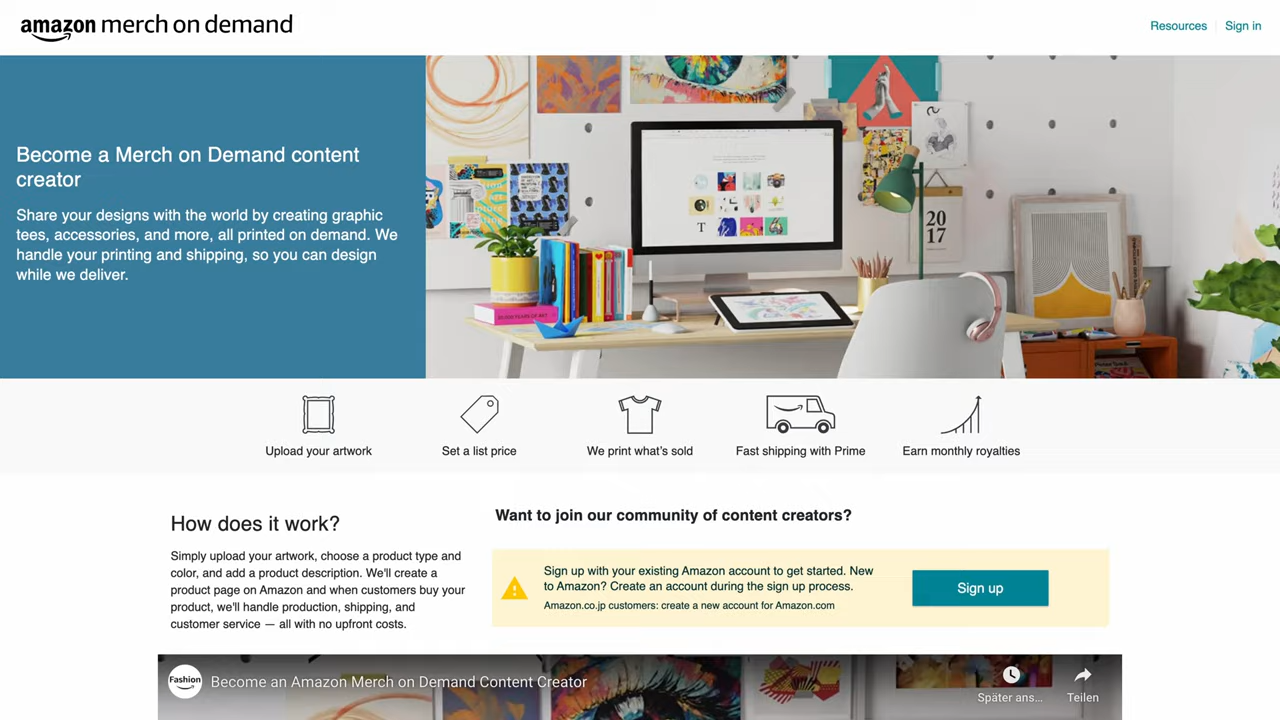 amazon merch on demand
Resources
Sign in
Become a Merch on Demand content
creator
Share your designs with the world by creating graphic
tees, accessories, and more, all printed on demand. We
handle your printing and shipping, so you can design
while we deliver.
20
17
T
Upload your artwork
Set a list price
We print what's sold
Fast shipping with Prime
Earn monthly royalties
How does it work?
Simply upload your artwork, choose a product type and
color, and add a product description. We'll create a
product page on Amazon and when customers buy your
product, we'll handle production, shipping, and
customer service — all with no upfront costs.
Want to join our community of content creators?
Sign up with your existing Amazon account to get started. New
to Amazon? Create an account during the sign up process.
Amazon.co.jp customers: create a new account for Amazon.com
Sign up
Fashion
Become an Amazon Merch on Demand Content Creator
Später ans...
Teilen